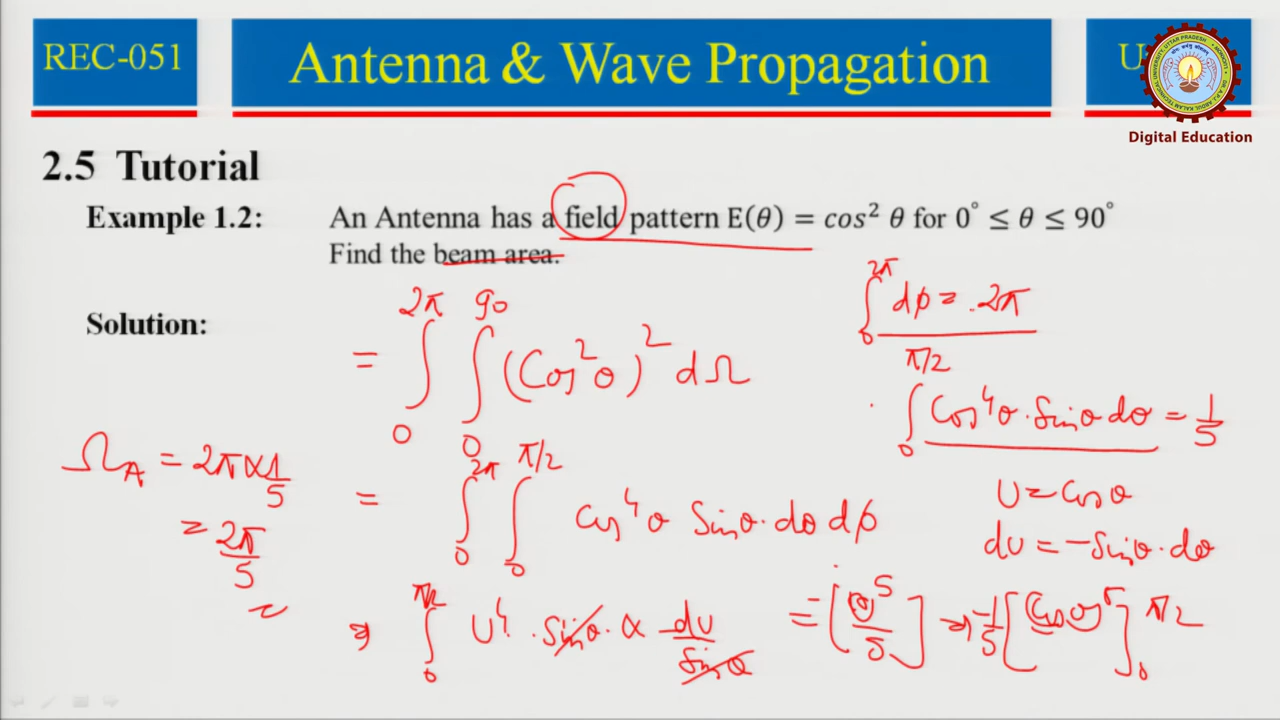 REC-051
Antenna & Wave Propagation
U
Digital Education
2.5 Tutorial
Example 1.2: An Antenna has a field pattern E(θ) = cos² θ for 0° ≤ θ ≤ 90°
Find the beam area.
Solution:
= ∫₀^2π ∫₀^90 (Cos²θ)² dΩ
∫₀^2π dφ = 2π
∫₀^π/2 Cos⁴θ · Sinθ dθ = 1/5
Ω_A = 2π × 1/5
= 2π/5
= ∫₀^2π ∫₀^π/2 Cos⁴θ Sinθ · dθ dφ
U = Cosθ
du = -Sinθ · dθ
⇒ ∫₀^π/2 U⁴ · Sinθ · × du/Sinθ = -[U⁵/5] ⇒ -1/5 [Cosθ⁵]₀^π/2